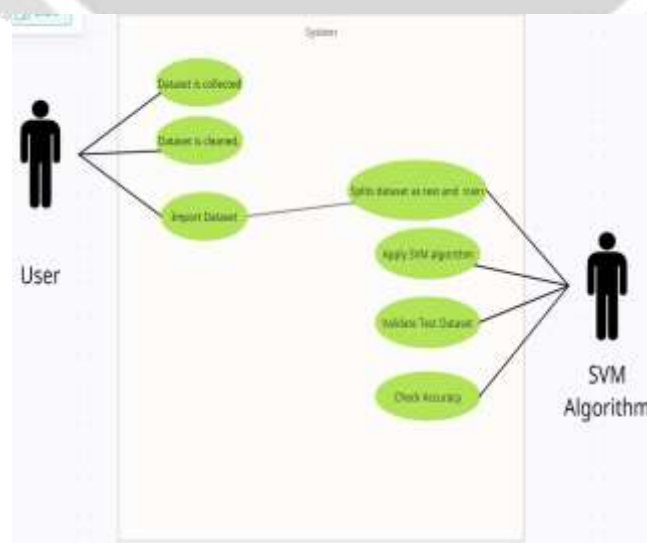 System
Dataset is collected
Dataset is cleaned,
Import Dataset
Splits dataset as test and train
Apply SVM algorithm
Validate Test Dataset
Check Accuracy
User
SVM
Algorithm